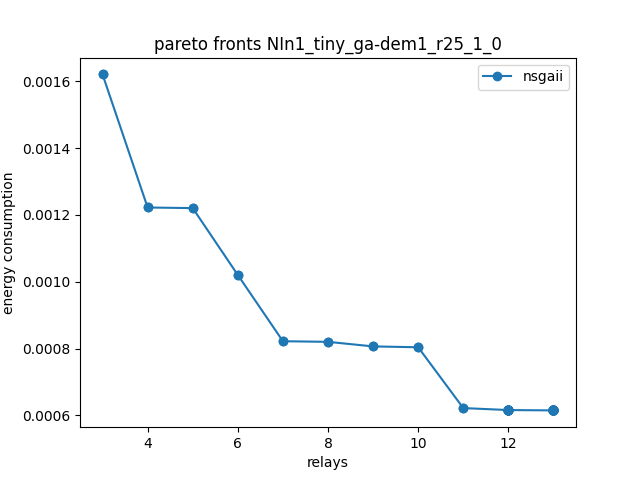 pareto fronts NIn1_tiny_ga-dem1_r25_1_0
nsgaii
energy consumption
0.0016
0.0014
0.0012
0.0010
0.0008
0.0006
4 6 8 10 12
relays